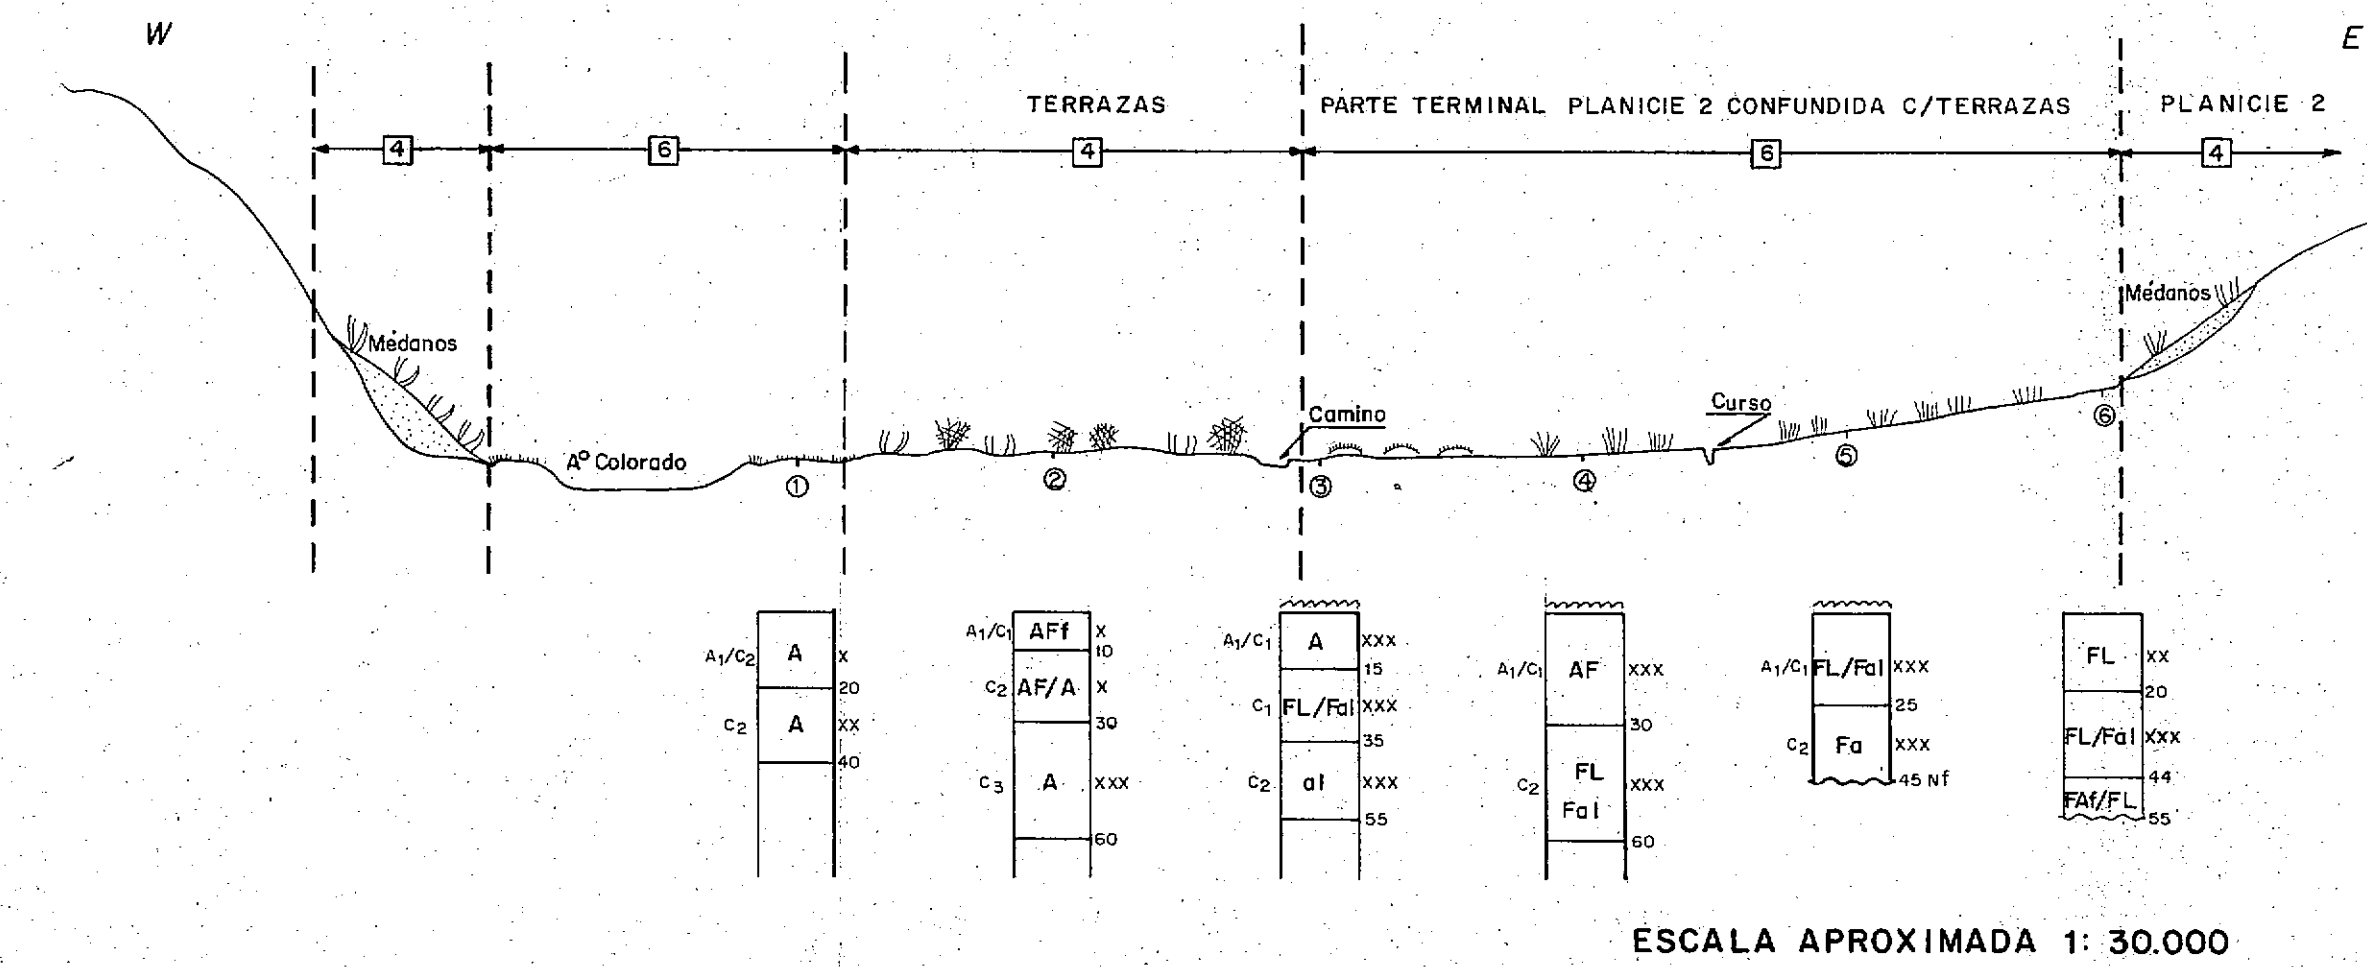 W E
TERRAZAS PARTE TERMINAL PLANICIE 2 CONFUNDIDA C/TERRAZAS PLANICIE 2
4 6 4 6 4
Médanos
Médanos
Camino
Curso
Aº Colorado
1 2 3 4 5 6
A1/C2 A x
20
C2 A xx
40
A1/C1 AFf x
10
C2 AF/A x
30
C3 A xxx
60
A1/C1 A xxx
15
C1 FL/Fal xxx
35
C2 al xxx
55
A1/C1 AF xxx
30
C2 FL xxx
Fal
60
A1/C1 FL/Fal xxx
25
C2 Fa xxx
45 Nf
FL xx
20
FL/Fal xxx
44
FAf/FL
55
ESCALA APROXIMADA 1: 30.000